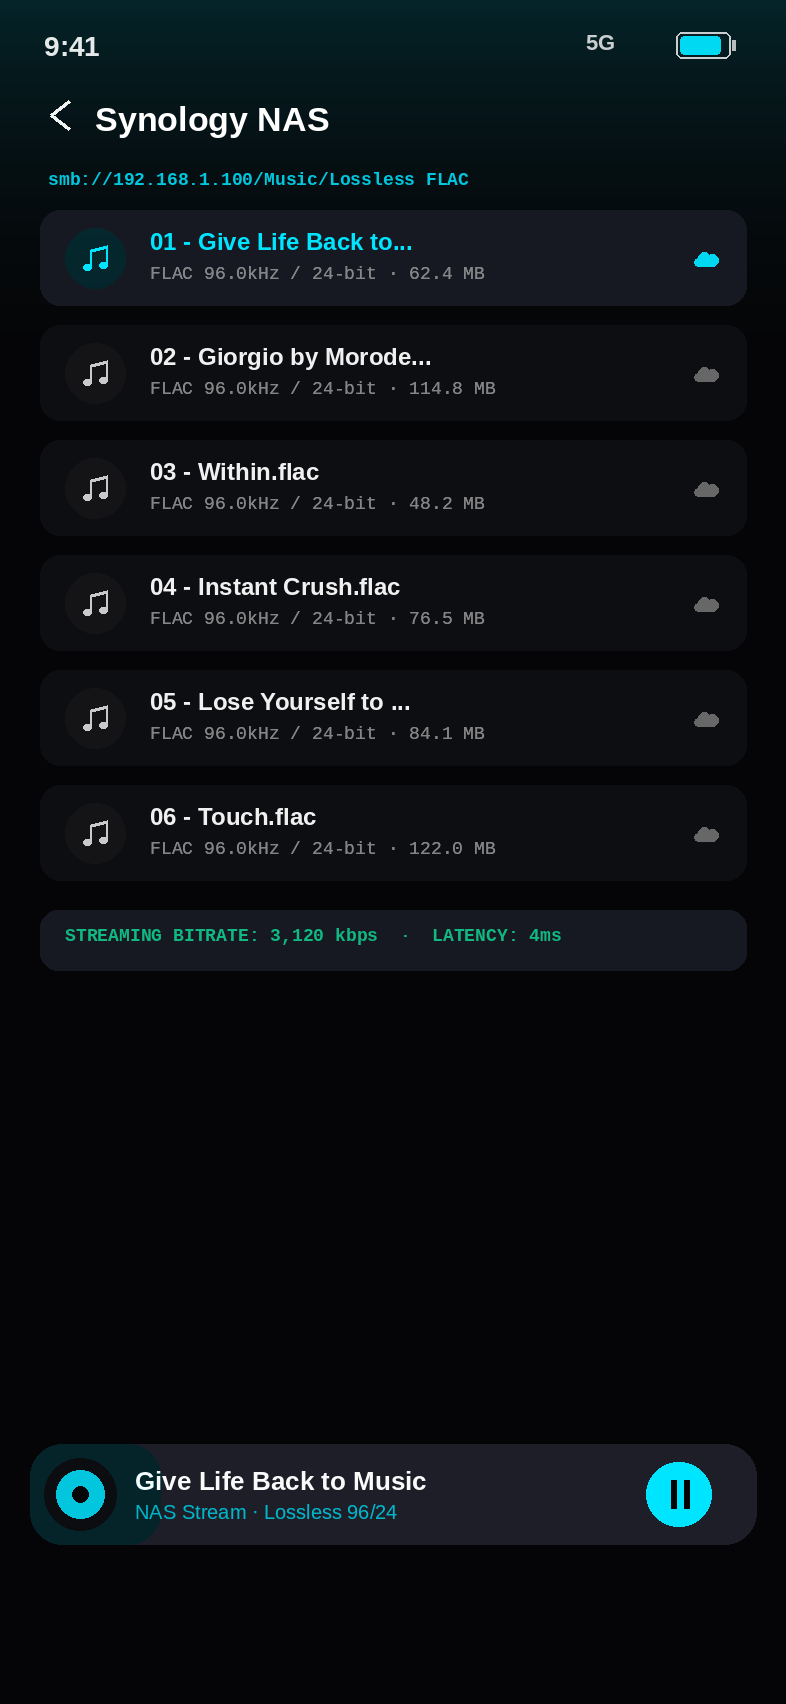 9:41
5G
Synology NAS
smb://192.168.1.100/Music/Lossless FLAC
01 - Give Life Back to...
FLAC 96.0kHz / 24-bit · 62.4 MB
02 - Giorgio by Morode...
FLAC 96.0kHz / 24-bit · 114.8 MB
03 - Within.flac
FLAC 96.0kHz / 24-bit · 48.2 MB
04 - Instant Crush.flac
FLAC 96.0kHz / 24-bit · 76.5 MB
05 - Lose Yourself to ...
FLAC 96.0kHz / 24-bit · 84.1 MB
06 - Touch.flac
FLAC 96.0kHz / 24-bit · 122.0 MB
STREAMING BITRATE: 3,120 kbps · LATENCY: 4ms
Give Life Back to Music
NAS Stream · Lossless 96/24